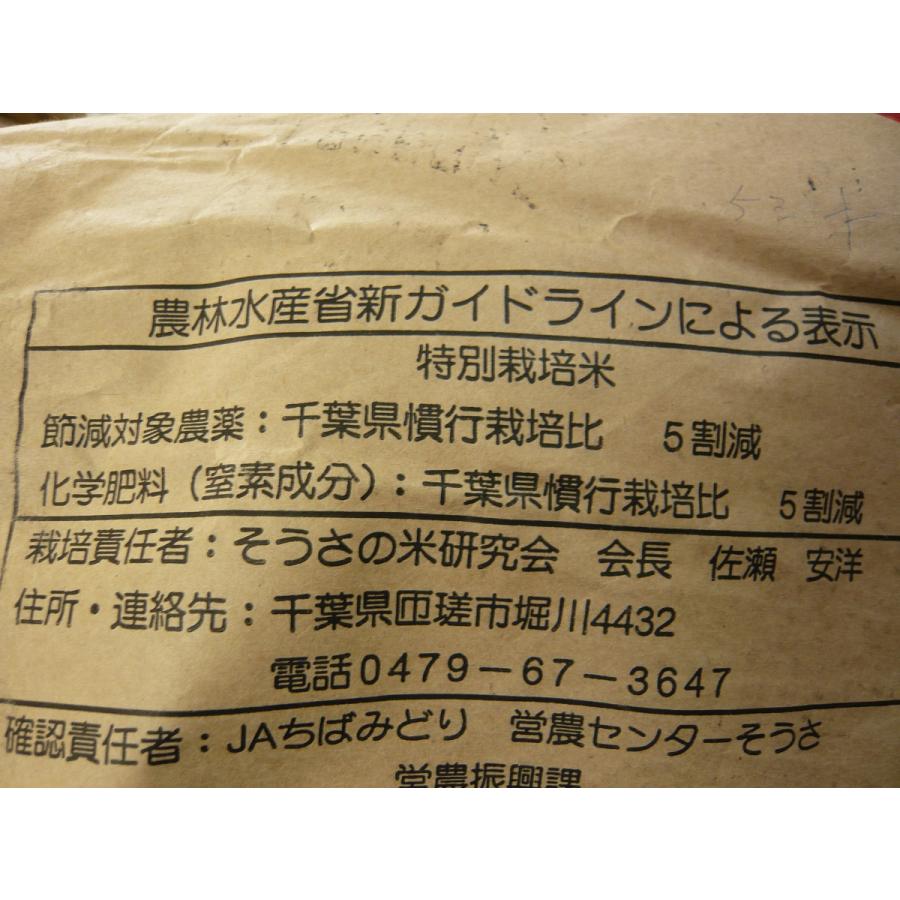 農林水産省新ガイドラインによる表示
特別栽培米
節減対象農薬：千葉県慣行栽培比　５割減
化学肥料（窒素成分）：千葉県慣行栽培比　５割減
栽培責任者：そうさの米研究会　会長　佐瀬　安洋
住所・連絡先：千葉県匝瑳市堀川4432
電話０４７９－６７－３６４７
確認責任者：JAちばみどり　営農センターそうさ
営農振興課